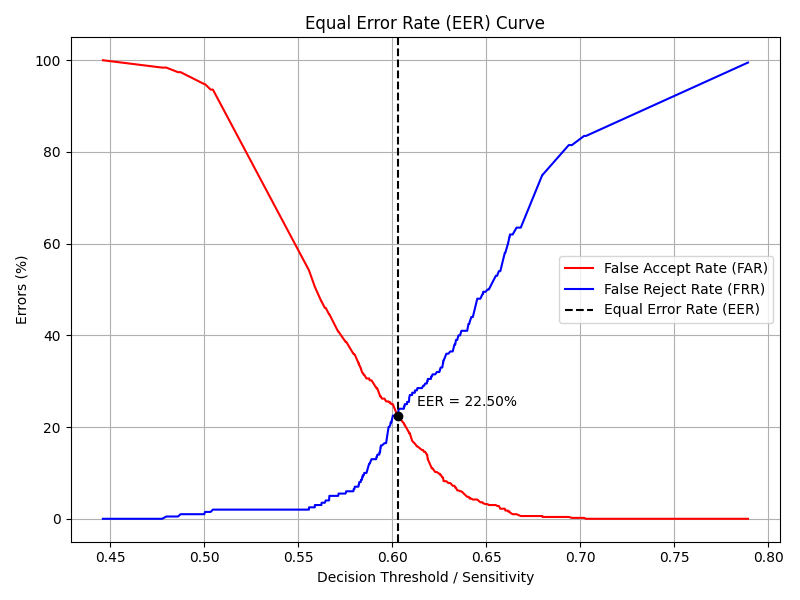 Equal Error Rate (EER) Curve
100
80
60
40
20
0
Errors (%)
False Accept Rate (FAR)
False Reject Rate (FRR)
Equal Error Rate (EER)
EER = 22.50%
0.45 0.50 0.55 0.60 0.65 0.70 0.75 0.80
Decision Threshold / Sensitivity